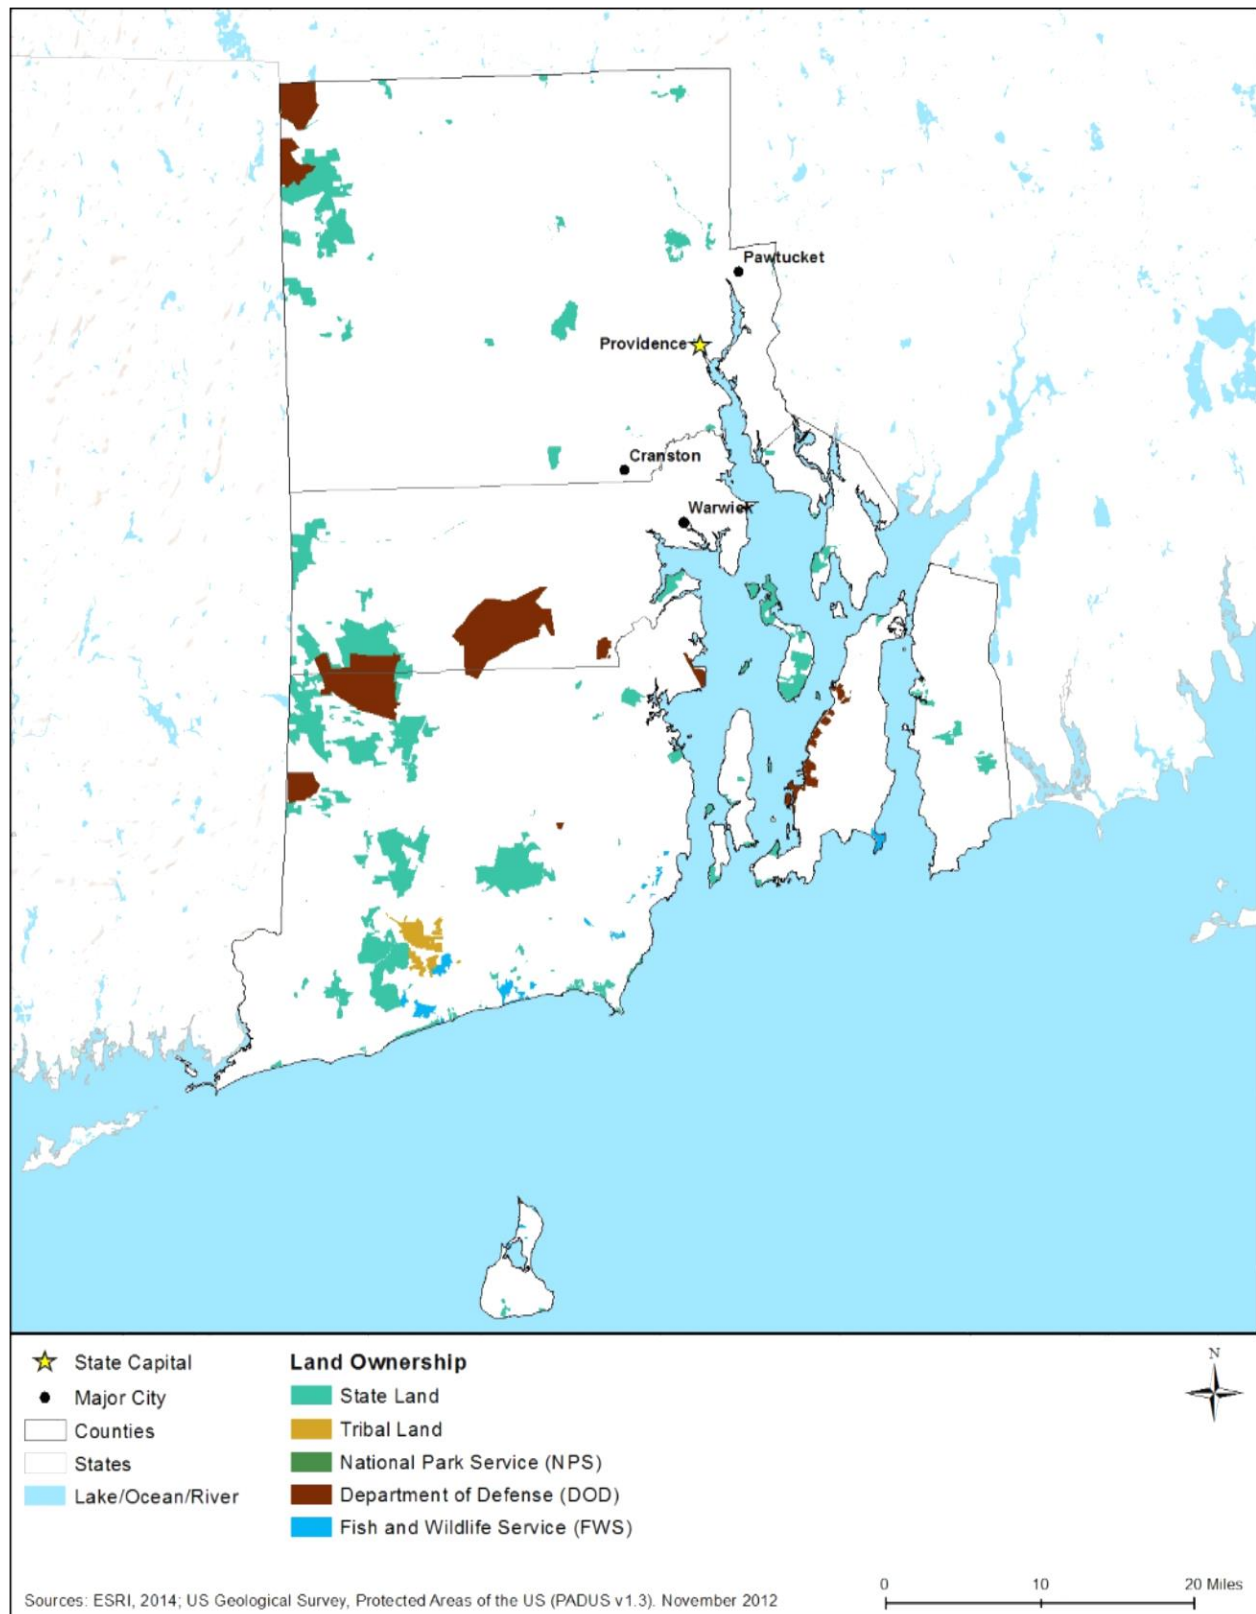 Pawtucket
Providence
Cranston
Warwick
State Capital
Major City
Counties
States
Lake/Ocean/River
Land Ownership
State Land
Tribal Land
National Park Service (NPS)
Department of Defense (DOD)
Fish and Wildlife Service (FWS)
N
0 10 20 Miles
Sources: ESRI, 2014; US Geological Survey, Protected Areas of the US (PADUS v1.3). November 2012